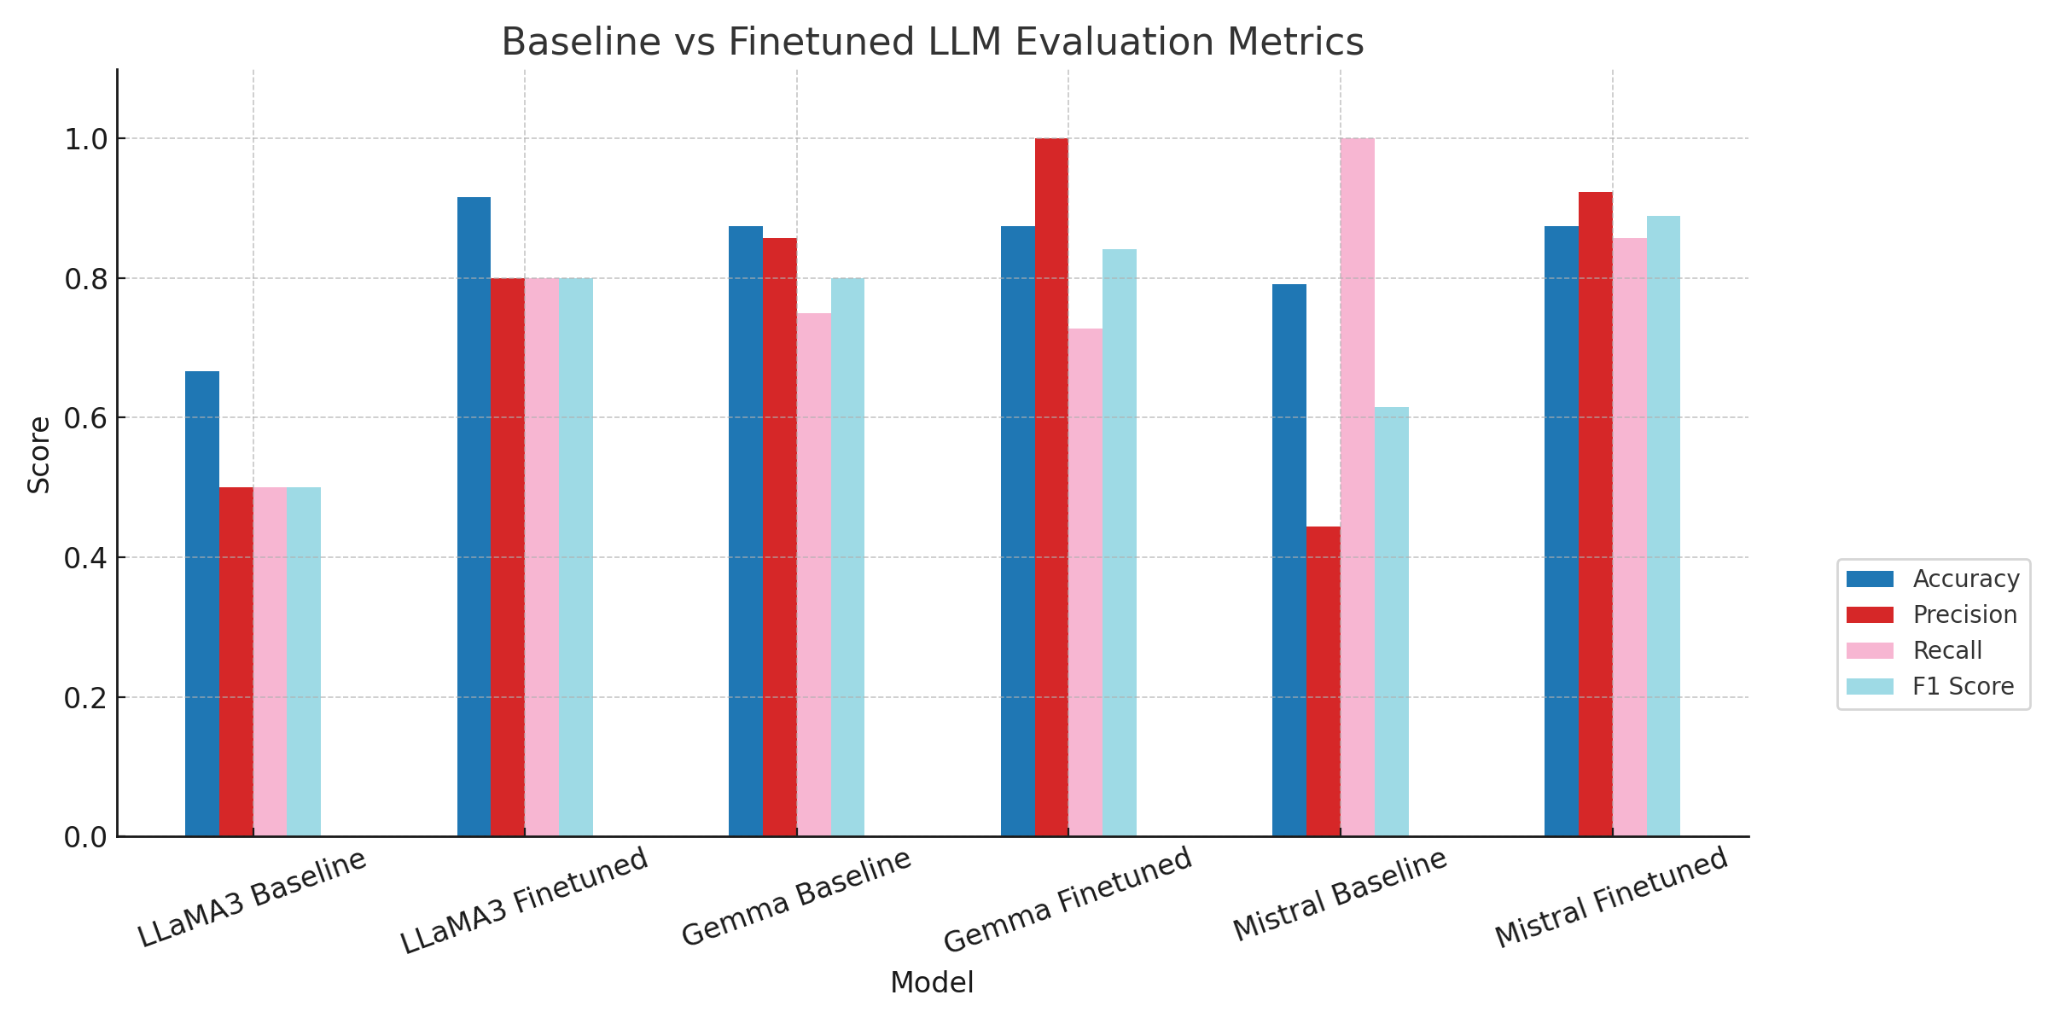 Baseline vs Finetuned LLM Evaluation Metrics
1.0
0.8
0.6
0.4
0.2
0.0
Score
LLaMA3 Baseline
LLaMA3 Finetuned
Gemma Baseline
Gemma Finetuned
Mistral Baseline
Mistral Finetuned
Model
Accuracy
Precision
Recall
F1 Score